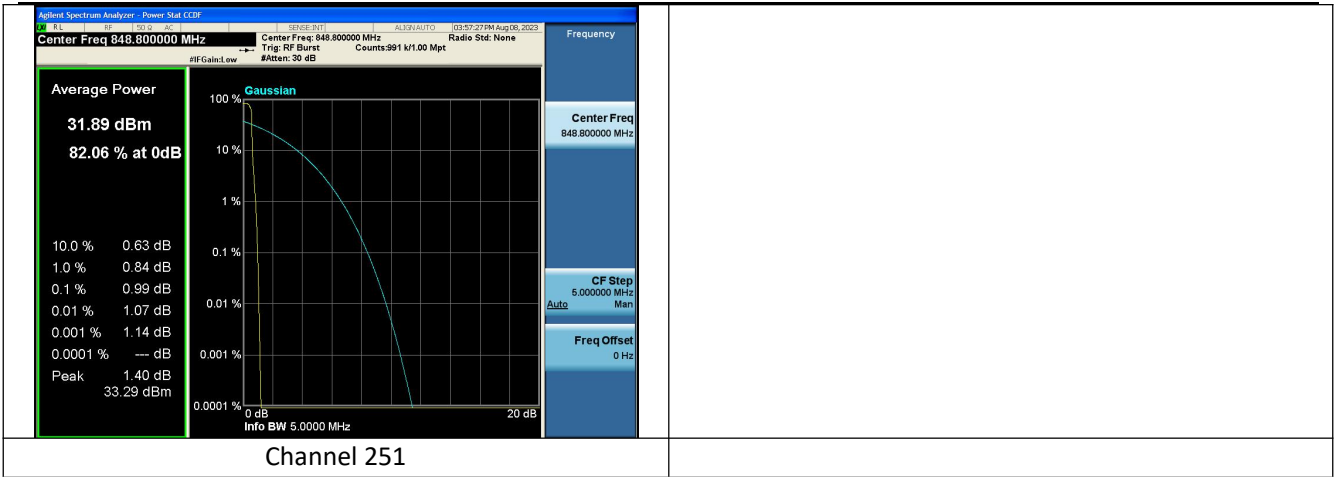 Agilent Spectrum Analyzer - Power Stat CCDF
RL RF 50 Ω AC SENSE:INT ALIGN AUTO 03:57:27 PM Aug 08, 2023
Center Freq 848.800000 MHz
Center Freq: 848.800000 MHz Radio Std: None
Trig: RF Burst Counts:991 k/1.00 Mpt
#IFGain:Low #Atten: 30 dB
Frequency
Average Power
31.89 dBm
82.06 % at 0dB
10.0 % 0.63 dB
1.0 % 0.84 dB
0.1 % 0.99 dB
0.01 % 1.07 dB
0.001 % 1.14 dB
0.0001 % --- dB
Peak 1.40 dB
33.29 dBm
Gaussian
100 %
10 %
1 %
0.1 %
0.01 %
0.001 %
0.0001 %
0 dB 20 dB
Info BW 5.0000 MHz
Center Freq
848.800000 MHz
CF Step
5.000000 MHz
Auto Man
Freq Offset
0 Hz
Channel 251